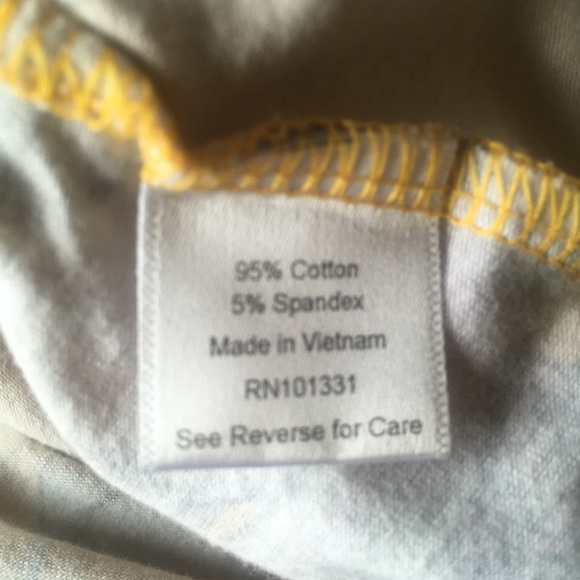 95% Cotton
5% Spandex
Made in Vietnam
RN101331
See Reverse for Care